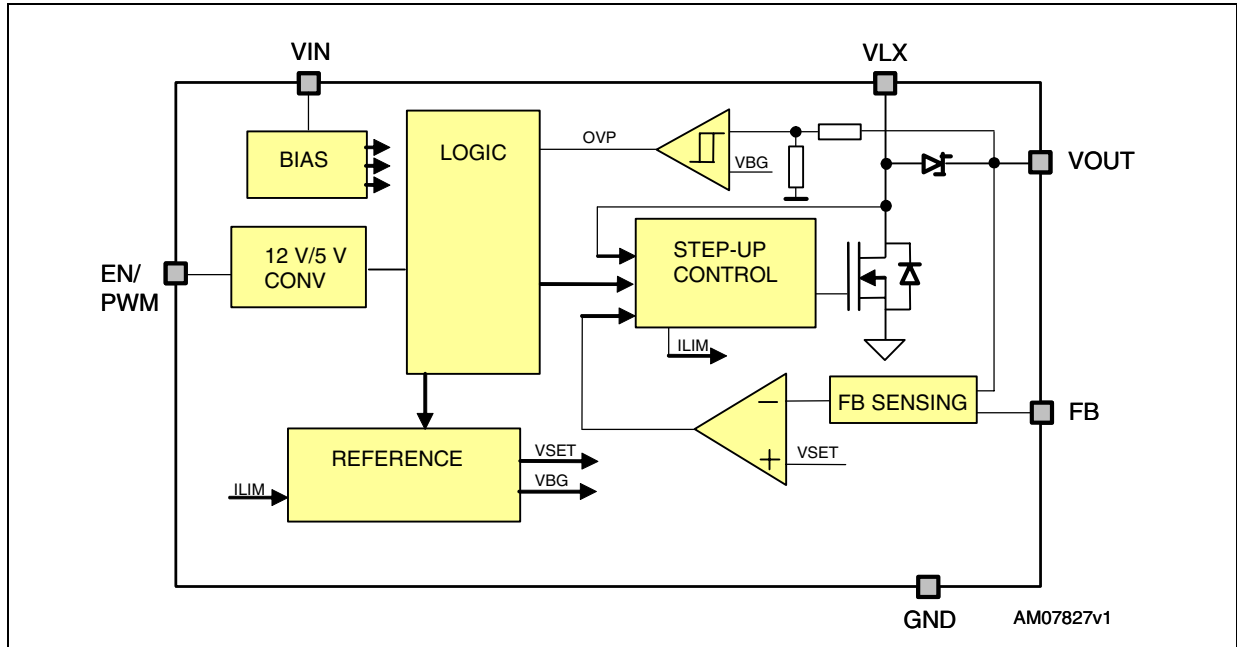 VIN
VLX
BIAS
LOGIC
OVP
VBG
VOUT
EN/
PWM
12 V/5 V
CONV
STEP-UP
CONTROL
ILIM
FB SENSING
FB
−
+
VSET
REFERENCE
VSET
VBG
ILIM
GND
AM07827v1